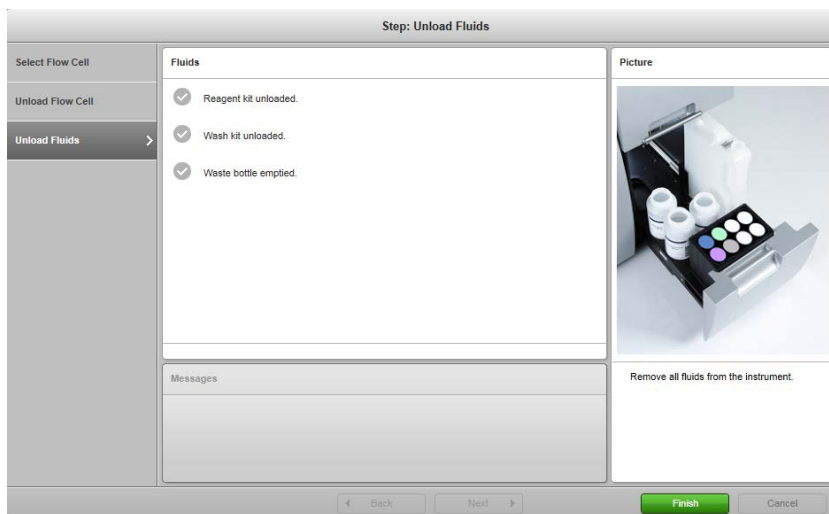 Step: Unload Fluids
Select Flow Cell
Unload Flow Cell
Unload Fluids
Fluids
Reagent kit unloaded.
Wash kit unloaded.
Waste bottle emptied.
Messages
Picture
Remove all fluids from the instrument.
Back
Next
Finish
Cancel